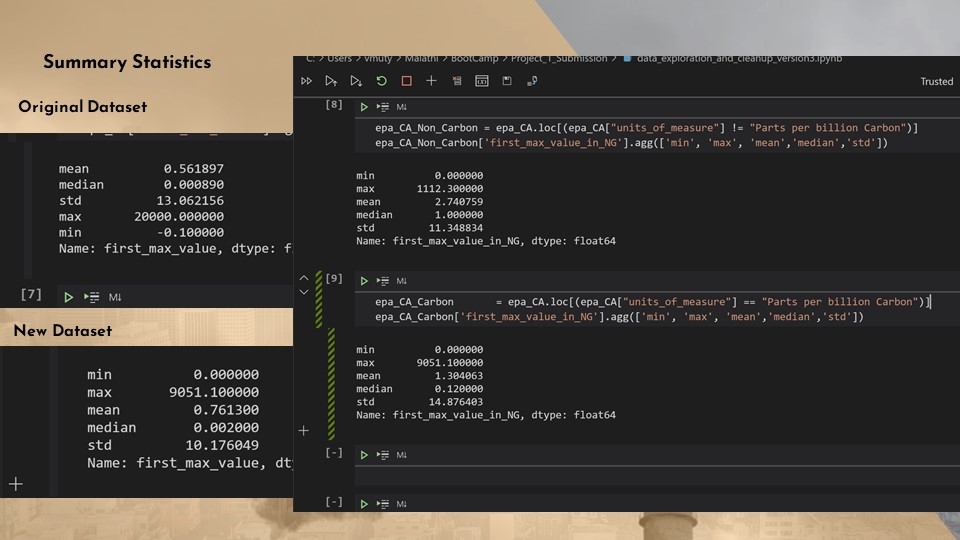 Summary Statistics
Original Dataset
mean 0.561897
median 0.000890
std 13.062156
max 20000.000000
min -0.100000
Name: first_max_value, dtype: f
[7] M↓
New Dataset
min 0.000000
max 9051.100000
mean 0.761300
median 0.002000
std 10.176049
Name: first_max_value, dt
C: > Users > vmuty > Malathi > BootCamp > Project_1_Submission > data_exploration_and_cleanup_version3.ipynb
Trusted
[8] M↓
epa_CA_Non_Carbon = epa_CA.loc[(epa_CA["units_of_measure"] != "Parts per billion Carbon")]
epa_CA_Non_Carbon['first_max_value_in_NG'].agg(['min', 'max', 'mean','median','std'])
min 0.000000
max 1112.300000
mean 2.740759
median 1.000000
std 11.348834
Name: first_max_value_in_NG, dtype: float64
[9] M↓
epa_CA_Carbon = epa_CA.loc[(epa_CA["units_of_measure"] == "Parts per billion Carbon")]
epa_CA_Carbon['first_max_value_in_NG'].agg(['min', 'max', 'mean','median','std'])
min 0.000000
max 9051.100000
mean 1.304063
median 0.120000
std 14.876403
Name: first_max_value_in_NG, dtype: float64
[-] M↓
[-] M↓